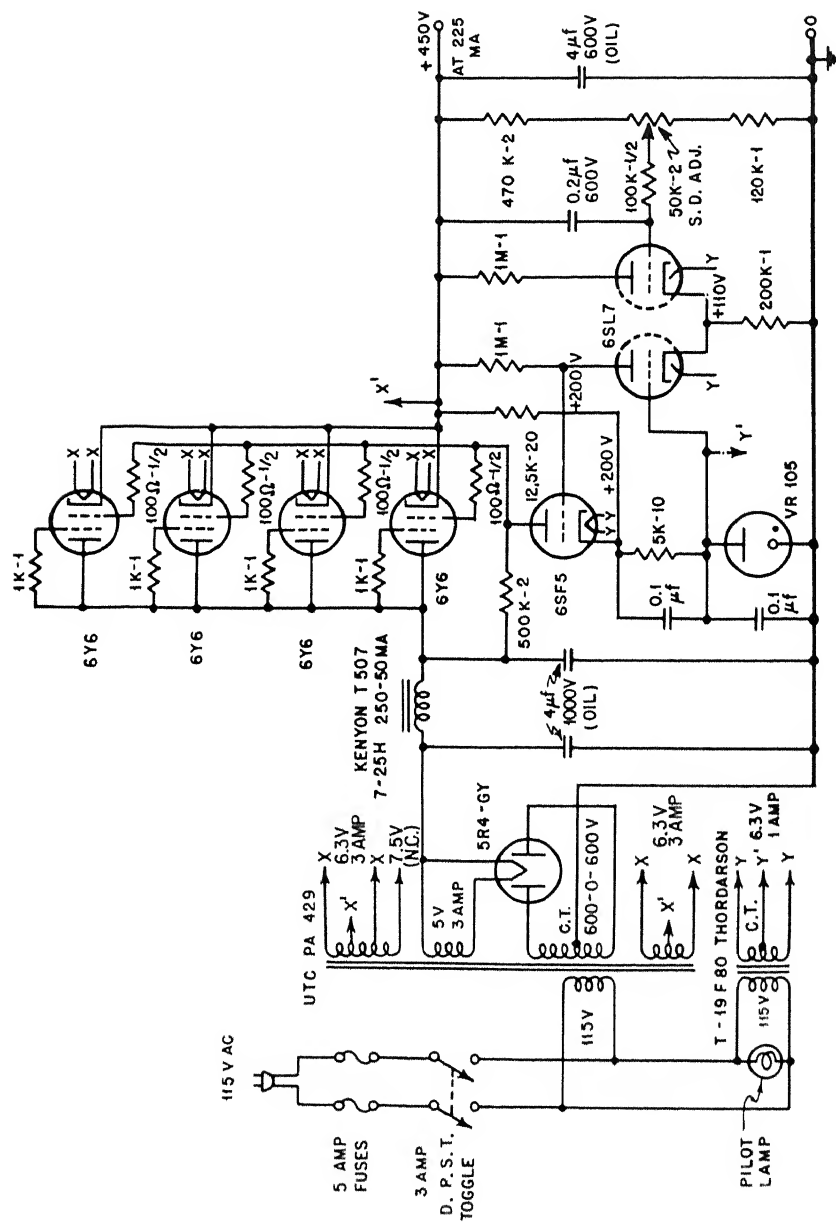 115 V AC
5 AMP
FUSES
3 AMP
D. P. S. T.
TOGGLE
PILOT
LAMP
UTC PA 429
X
6.3V
3 AMP
X'
X
7.5V
(N.C.)
5V
3 AMP
5R4-GY
C.T.
600-0-600V
115V
X
6.3V
3 AMP
X'
X
T-19F80 THORDARSON
115V
Y
C.T.
Y'
6.3V
1 AMP
Y
KENYON T507
7-25H 250-50MA
4μf
1000V
(OIL)
6Y6
1K-1
X X
100Ω-1/2
6Y6
1K-1
X X
100Ω-1/2
6Y6
1K-1
X X
100Ω-1/2
6Y6
1K-1
X X
100Ω-1/2
500K-2
6SF5
Y Y
+200V
12.5K-20
+200V
5K-10
0.1
μf
0.1
μf
VR 105
Y'
X'
1M-1
1M-1
6SL7
Y'
Y
+110V
200K-1
0.2μf
600V
100K-1/2
470 K-2
50K-2
S. D. ADJ.
120K-1
4μf
600V
(OIL)
+450V
AT 225
MA
0